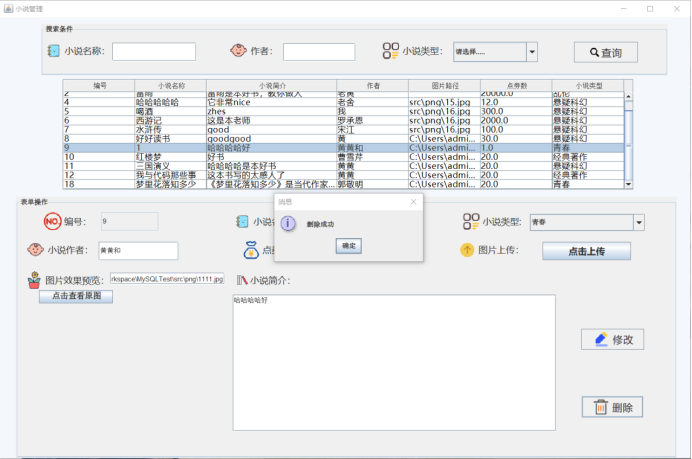 小说管理
搜索条件
小说名称：
作者：
小说类型：
请选择.....
查询
编号 小说名称 小说简介 作者 图片路径 点券数 小说类型
2 雷雨 雷雨是本好书，教你做人 老黄 20000.0
4 哈哈哈哈哈 它非常nice 老舍 src\png\15.jpg 12.0 悬疑科幻
5 喝酒 zhes 我 src\png\16.jpg 300.0 悬疑科幻
6 西游记 这是本老师 罗承恩 src\png\16.jpg 2000.0 悬疑科幻
7 水浒传 good 宋江 src\png\16.jpg 100.0 悬疑科幻
8 好好读书 goodgood 黄 C:\Users\admi... 30.0 悬疑科幻
9 1 哈哈哈哈好 黄黄和 C:\Users\admi... 1.0 青春
10 红楼梦 好书 曹雪芹 C:\Users\admi... 20.0 经典著作
11 三国演义 哈哈哈哈是本好书 黄黄 C:\Users\admi... 20.0 悬疑科幻
12 我与代码那些事 这本书写的太感人了 黄黄 C:\Users\admi... 20.0 经典著作
18 梦里花落知多少 《梦里花落知多少》是当代作家... 郭敬明 C:\Users\admi... 20.0 青春
表单操作
NO. 编号：
9
小说名
小说类型：
青春
消息
删除成功
确定
小说作者：
黄黄和
点
图片上传：
点击上传
图片效果预览：
rkspace\MySQLTest\src\png\1111.jpg
点击查看原图
小说简介：
哈哈哈哈好
修改
删除